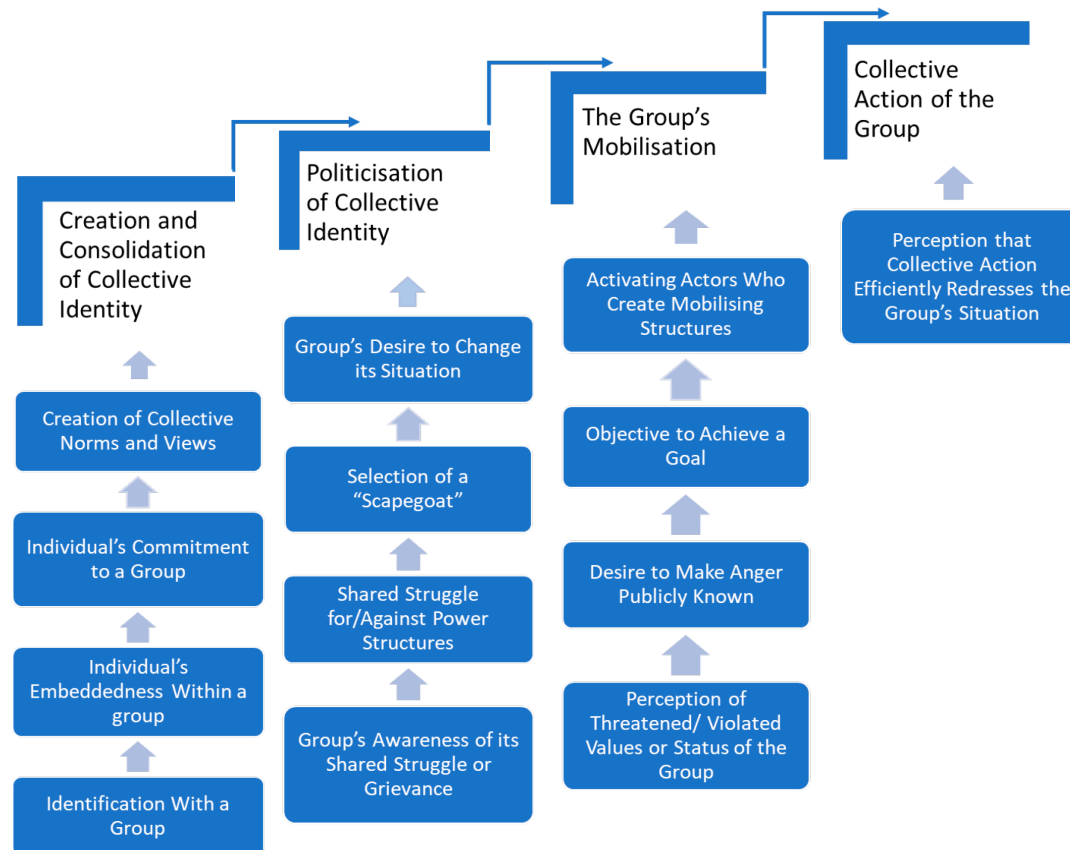 Creation and
Consolidation
of Collective
Identity
Creation of Collective
Norms and Views
Individual's Commitment
to a Group
Individual's
Embeddedness Within a
group
Identification With a
Group
Politicisation
of Collective
Identity
Group's Desire to Change
its Situation
Selection of a
“Scapegoat”
Shared Struggle
for/Against Power
Structures
Group's Awareness of its
Shared Struggle or
Grievance
The Group's
Mobilisation
Activating Actors Who
Create Mobilising
Structures
Objective to Achieve a
Goal
Desire to Make Anger
Publicly Known
Perception of
Threatened/ Violated
Values or Status of the
Group
Collective
Action of the
Group
Perception that
Collective Action
Efficiently Redresses the
Group's Situation